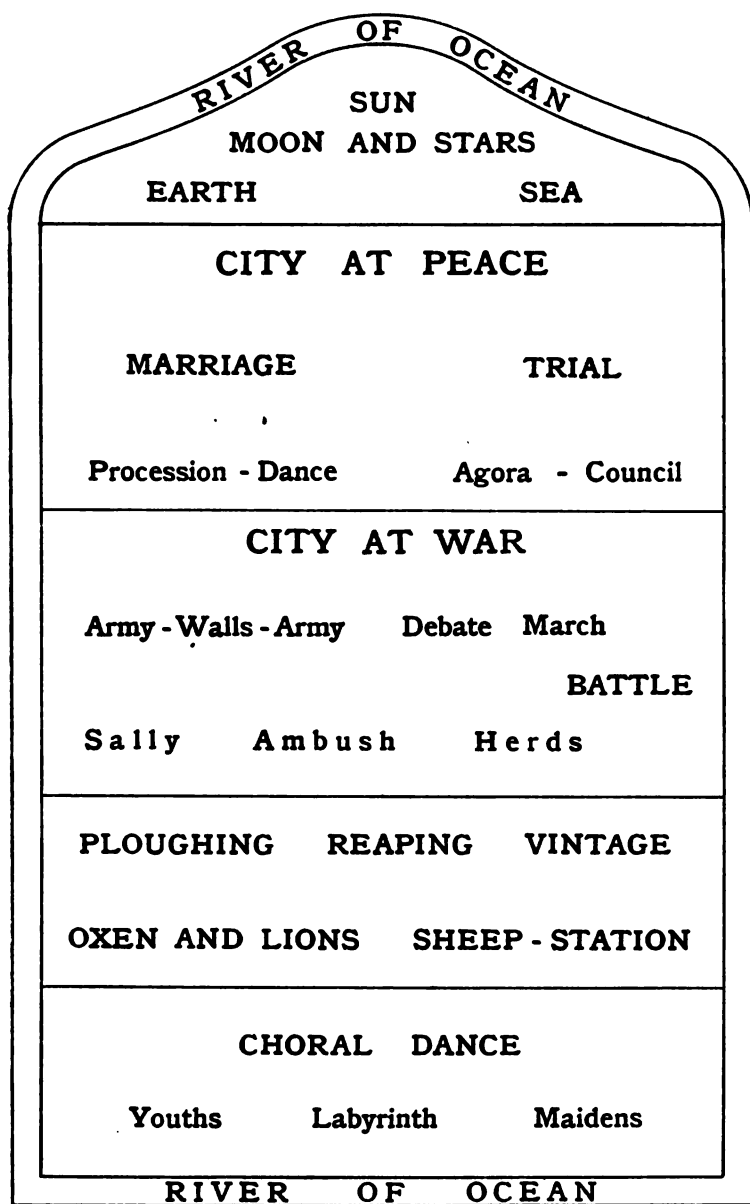 RIVER OF OCEAN
SUN
MOON AND STARS
EARTH SEA
CITY AT PEACE
MARRIAGE TRIAL
Procession - Dance Agora - Council
CITY AT WAR
Army - Walls - Army Debate March
BATTLE
Sally Ambush Herds
PLOUGHING REAPING VINTAGE
OXEN AND LIONS SHEEP - STATION
CHORAL DANCE
Youths Labyrinth Maidens
RIVER OF OCEAN